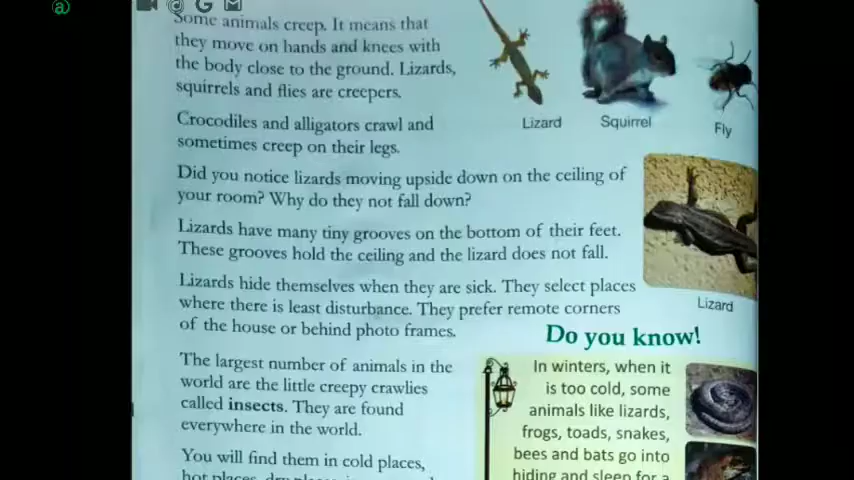 a
G M
Some animals creep. It means that
they move on hands and knees with
the body close to the ground. Lizards,
squirrels and flies are creepers.
Lizard Squirrel Fly
Crocodiles and alligators crawl and
sometimes creep on their legs.
Did you notice lizards moving upside down on the ceiling of
your room? Why do they not fall down?
Lizards have many tiny grooves on the bottom of their feet.
These grooves hold the ceiling and the lizard does not fall.
Lizards hide themselves when they are sick. They select places
where there is least disturbance. They prefer remote corners
of the house or behind photo frames.
Lizard
The largest number of animals in the
world are the little creepy crawlies
called insects. They are found
everywhere in the world.
You will find them in cold places,
hot places, dry places
Do you know!
In winters, when it
is too cold, some
animals like lizards,
frogs, toads, snakes,
bees and bats go into
hiding and sleep for a